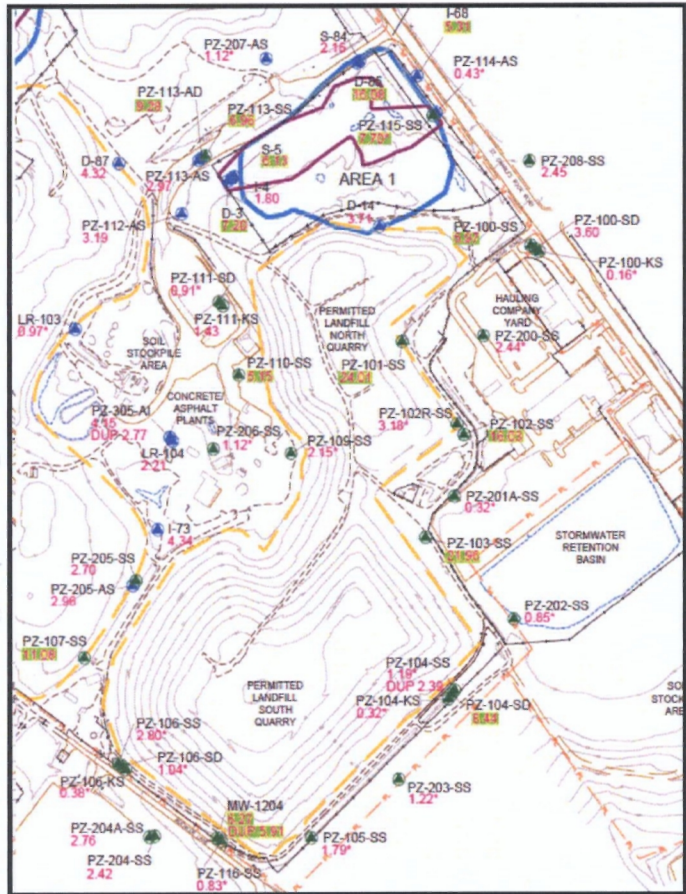 I-68
S-84
2.15
PZ-207-AS
1.12*
PZ-114-AS
0.43*
PZ-113-AD
D-85
PZ-113-SS
PZ-115-SS
S-5
D-87
4.32
PZ-113-AS
2.97
I-4
1.80
AREA 1
PZ-208-SS
2.45
PZ-112-AS
3.19
D-3
D-14
3.71
PZ-100-SS
PZ-100-SD
3.60
PZ-100-KS
0.16*
PZ-111-SD
0.91*
PZ-111-KS
1.43
PERMITTED
LANDFILL
NORTH
QUARRY
HAULING
COMPANY
YARD
LR-103
0.97*
SOIL
STOCKPILE
AREA
PZ-200-SS
2.44*
PZ-110-SS
PZ-101-SS
CONCRETE/
ASPHALT
PLANTS
PZ-305-AI
4.15
DUP 2.77
PZ-206-SS
1.12*
LR-104
2.21
PZ-109-SS
2.15*
PZ-102R-SS
3.18*
PZ-102-SS
PZ-201A-SS
0.32*
I-73
4.34
PZ-103-SS
STORMWATER
RETENTION
BASIN
PZ-205-SS
2.70
PZ-205-AS
2.98
PZ-202-SS
0.85*
PZ-107-SS
PERMITTED
LANDFILL
SOUTH
QUARRY
PZ-104-SS
1.19*
DUP 2.39
PZ-104-KS
0.32*
PZ-104-SD
PZ-106-SS
2.80*
PZ-106-SD
1.04*
PZ-106-KS
0.38*
PZ-203-SS
1.22*
MW-1204
PZ-204A-SS
2.76
PZ-204-SS
2.42
PZ-105-SS
1.79*
PZ-116-SS
0.83*